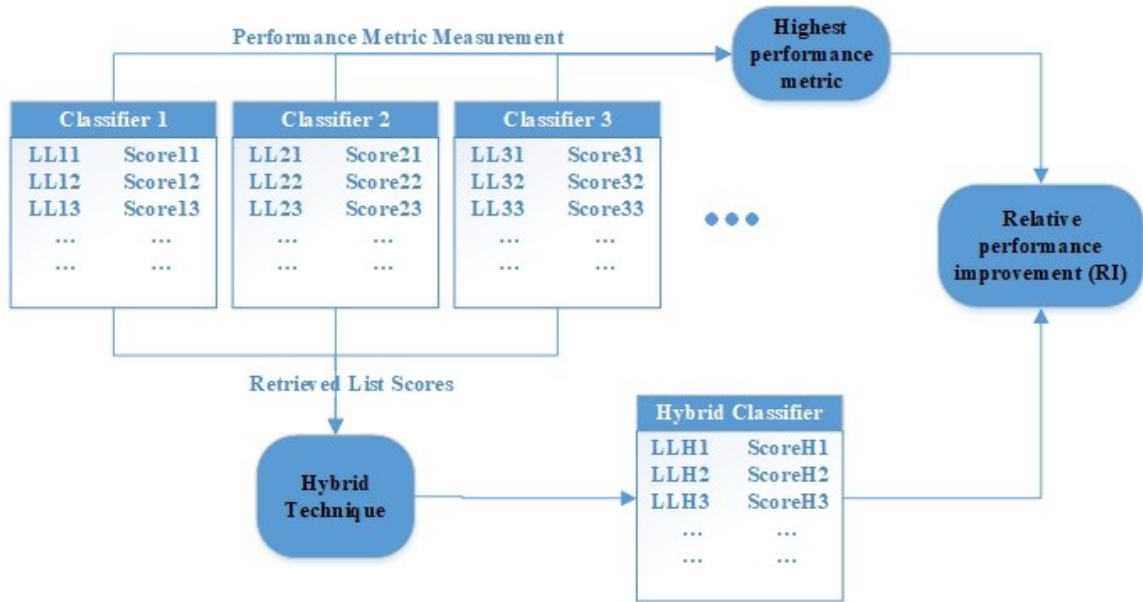 Performance Metric Measurement
Highest
performance
metric
Classifier 1
LL11 Score11
LL12 Score12
LL13 Score13
... ...
... ...
Classifier 2
LL21 Score21
LL22 Score22
LL23 Score23
... ...
... ...
Classifier 3
LL31 Score31
LL32 Score32
LL33 Score33
... ...
... ...
Relative
performance
improvement (RI)
Retrieved List Scores
Hybrid
Technique
Hybrid Classifier
LLH1 ScoreH1
LLH2 ScoreH2
LLH3 ScoreH3
... ...
... ...